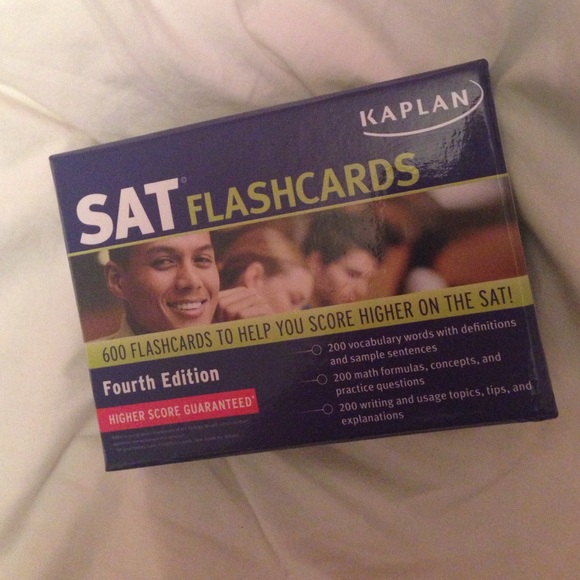 KAPLAN
SAT® FLASHCARDS
600 FLASHCARDS TO HELP YOU SCORE HIGHER ON THE SAT!
Fourth Edition
HIGHER SCORE GUARANTEED*
200 vocabulary words with definitions
and sample sentences
200 math formulas, concepts, and
practice questions
200 writing and usage topics, tips, and
explanations